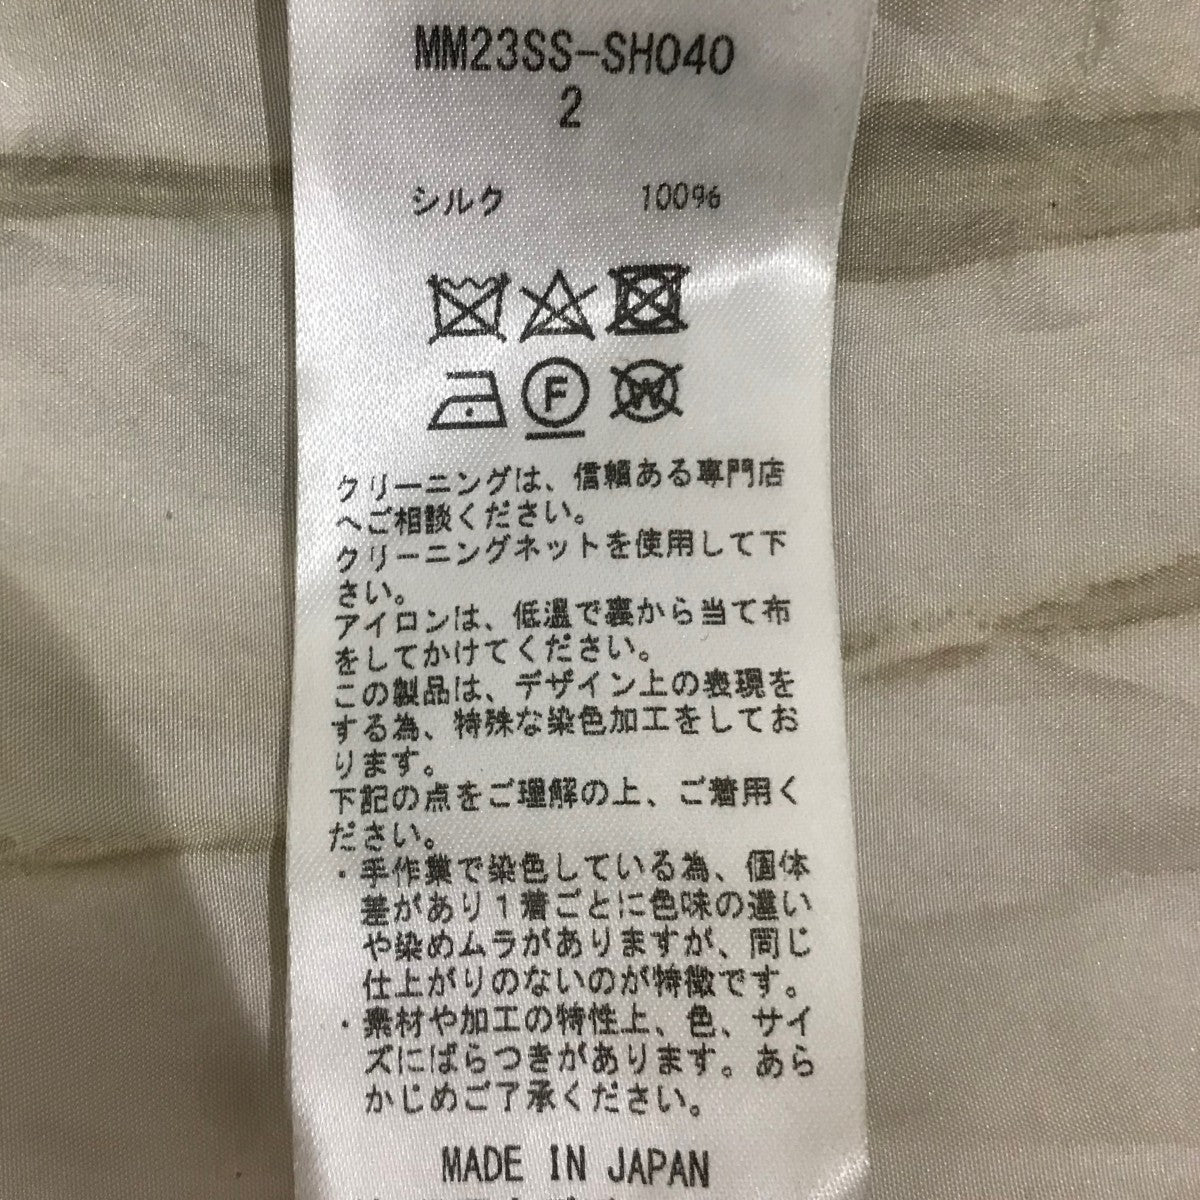 MM23SS-SH040
2
シルク 100%
F
W
クリーニングは、信頼ある専門店
へご相談ください。
クリーニングネットを使用して下
さい。
アイロンは、低温で裏から当て布
をしてかけてください。
この製品は、デザイン上の表現を
する為、特殊な染色加工をしてお
ります。
下記の点をご理解の上、ご着用く
ださい。
・手作業で染色している為、個体
差があり1着ごとに色味の違い
や染めムラがありますが、同じ
仕上がりのないのが特徴です。
・素材や加工の特性上、色、サイ
ズにばらつきがあります。あら
かじめご了承ください。
MADE IN JAPAN